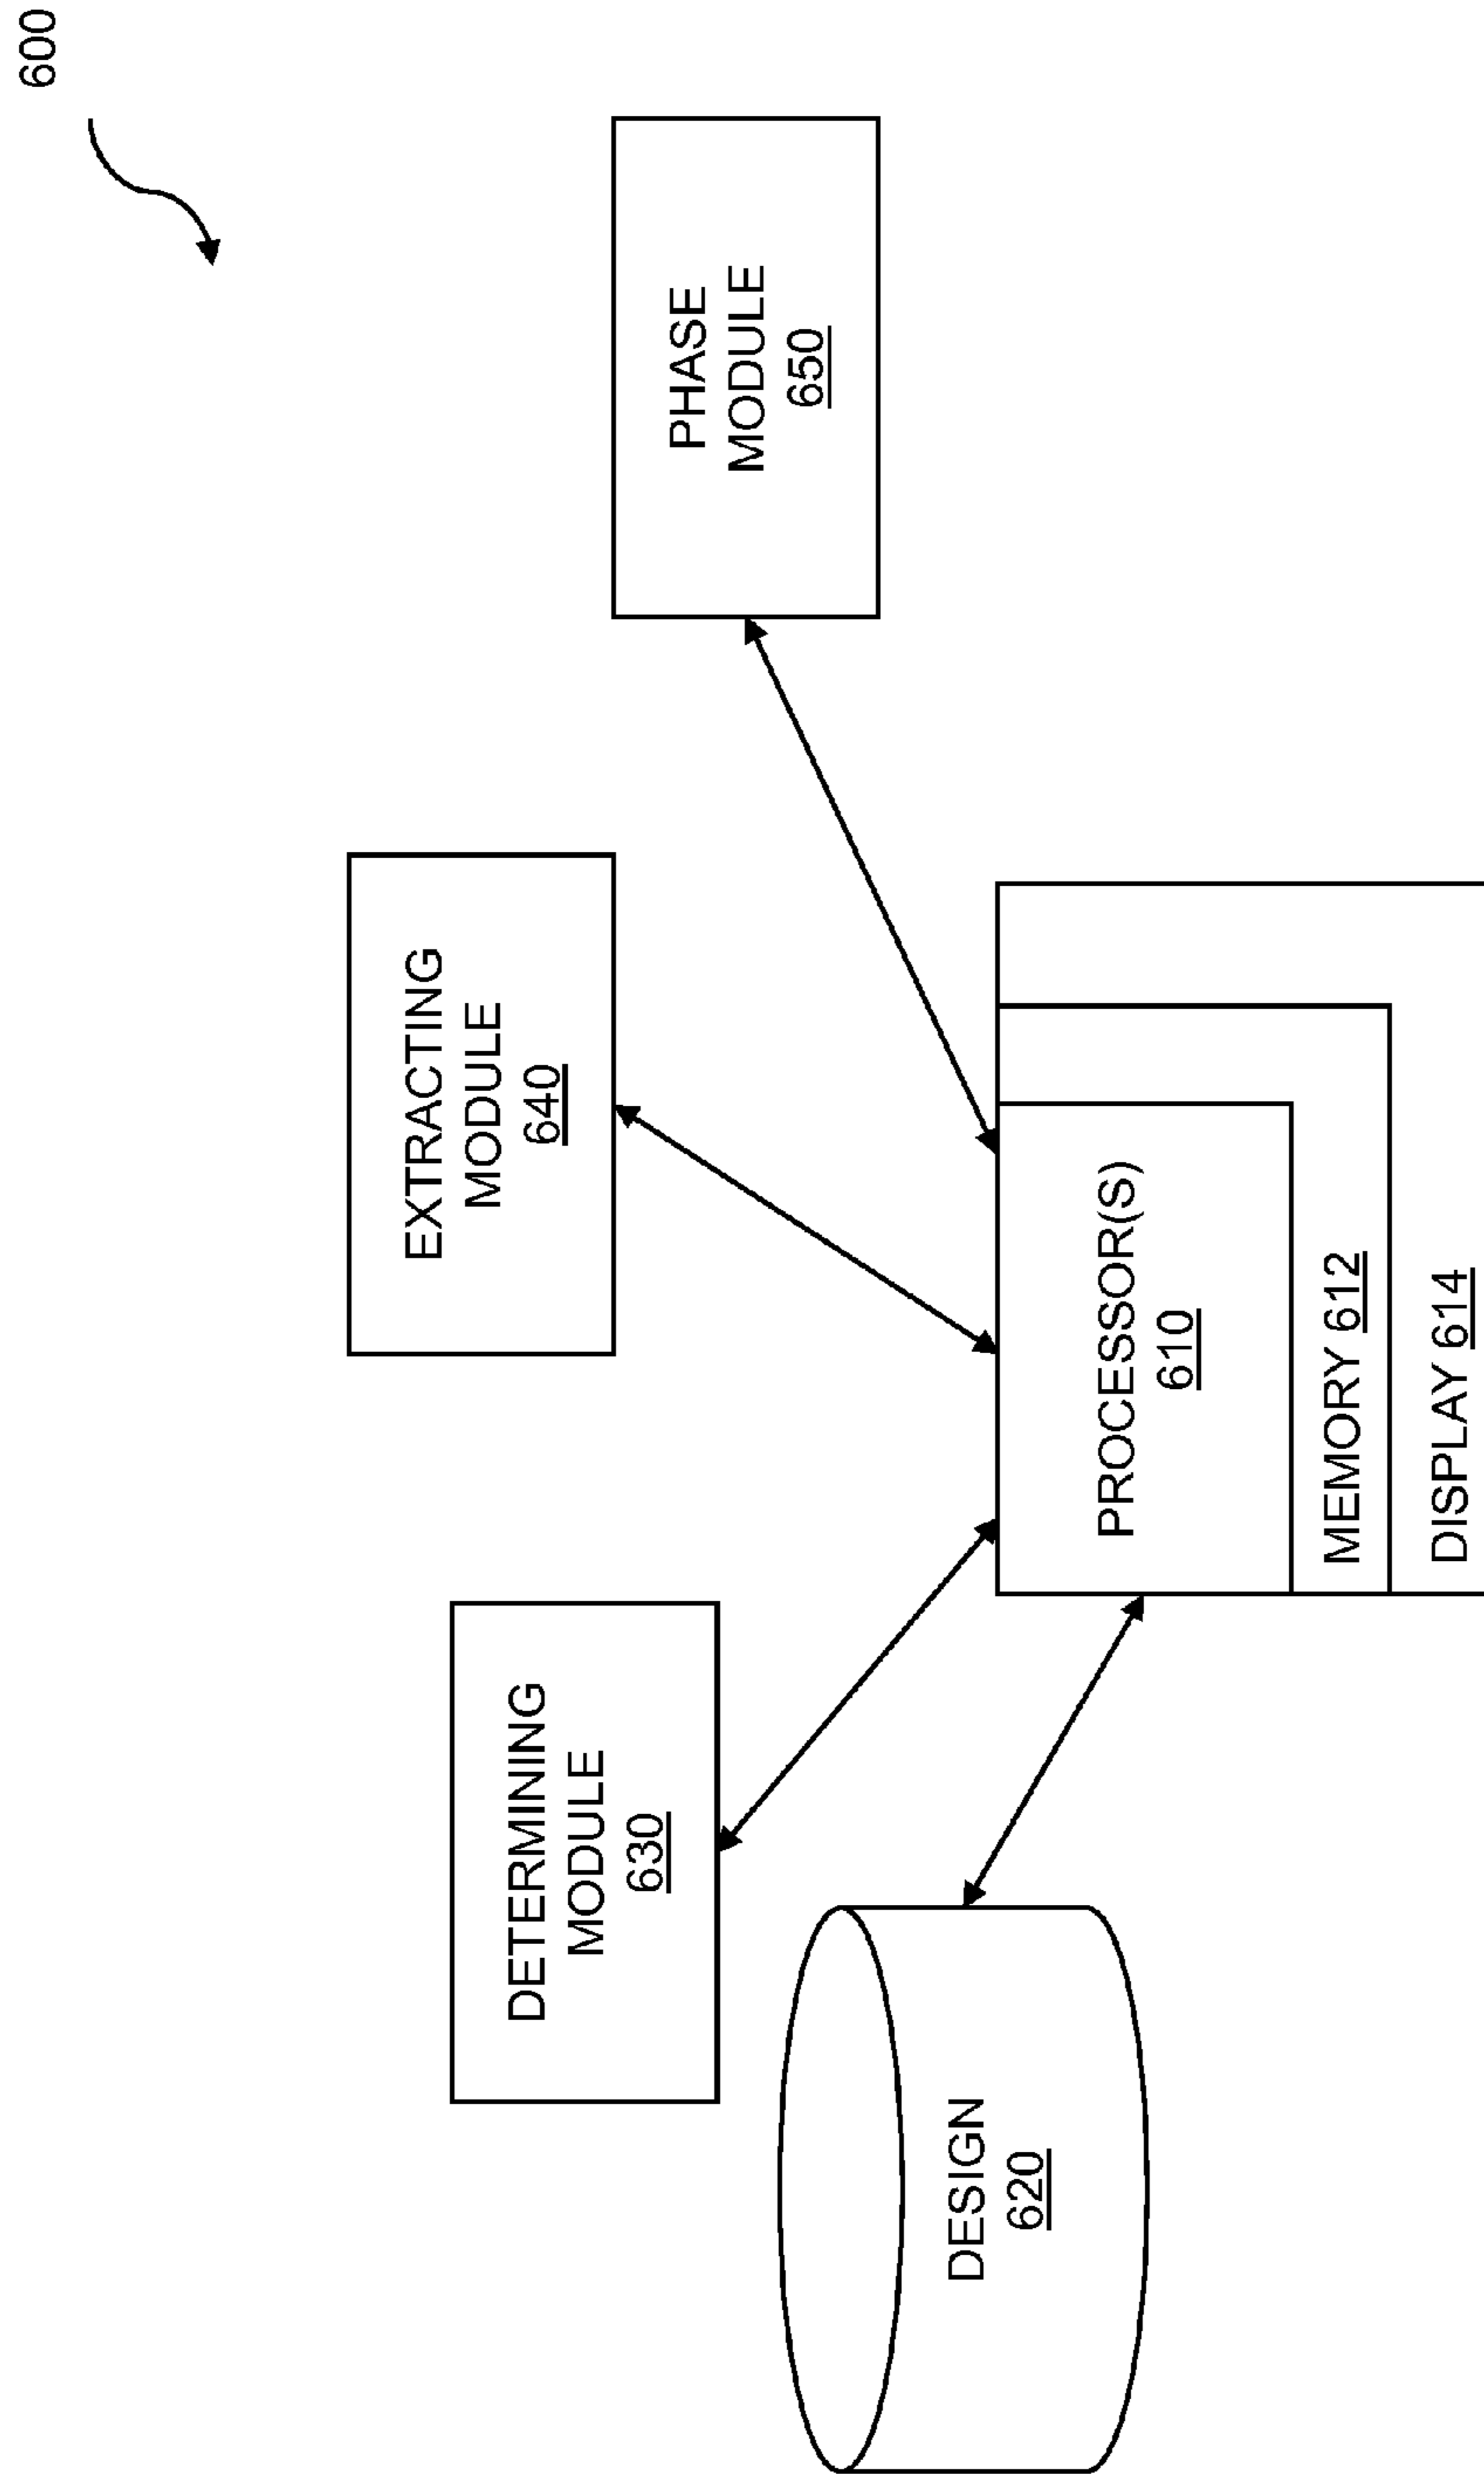 600
DETERMINING
MODULE
630
EXTRACTING
MODULE
640
PHASE
MODULE
650
DESIGN
620
PROCESSOR(S)
610
MEMORY 612
DISPLAY 614